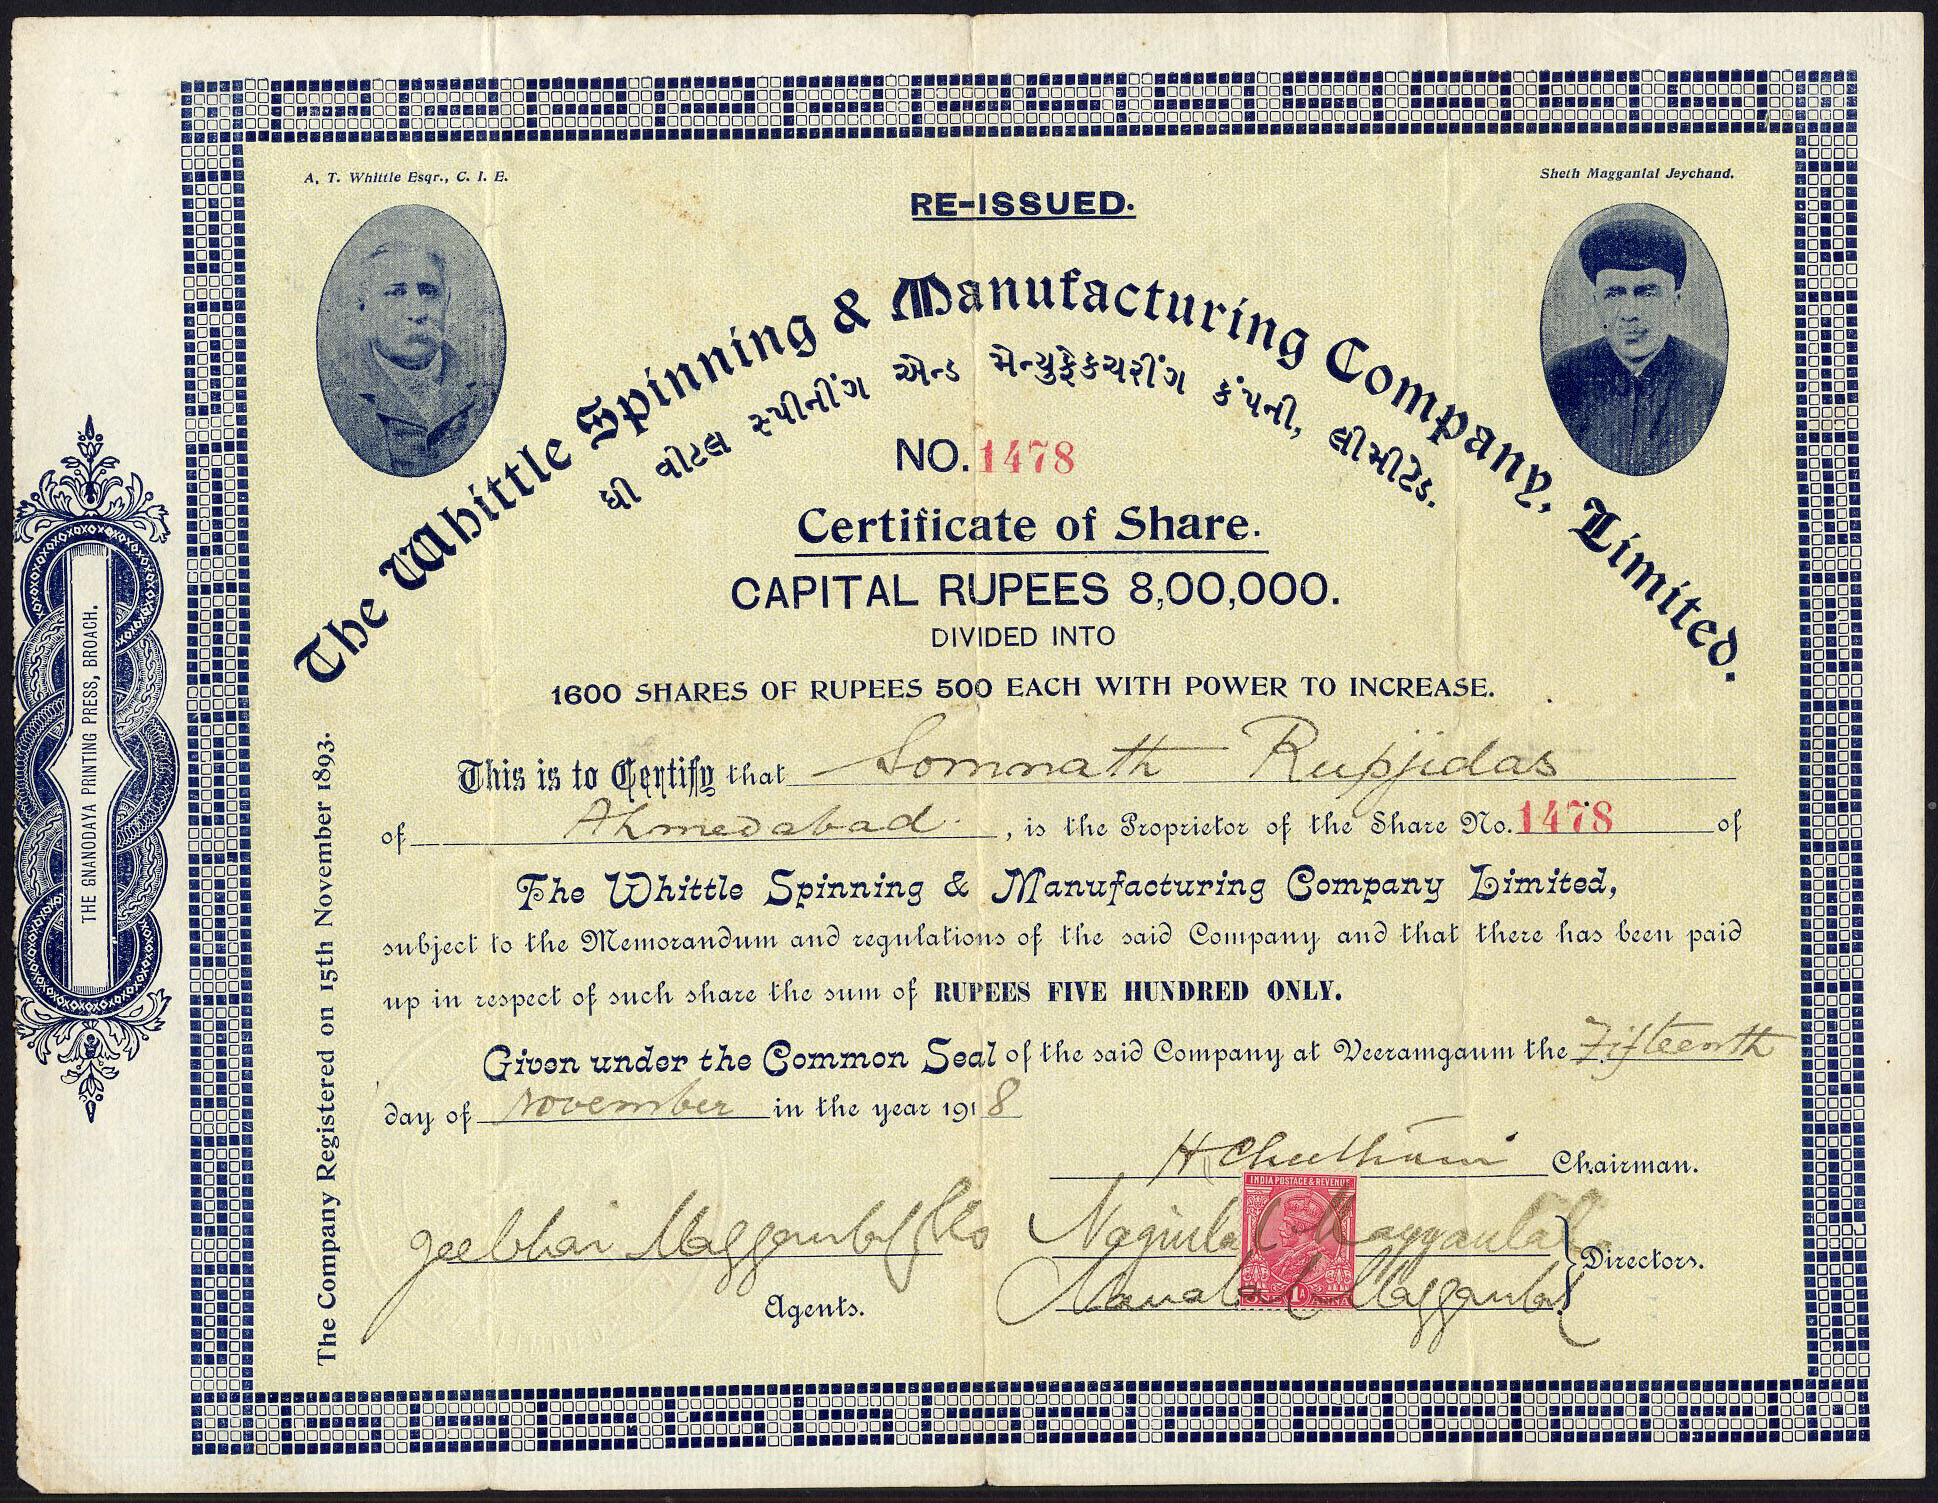 A. T. Whittle Esqr., C. I. E.
Sheth Magganlal Jeychand.
RE-ISSUED.
The Whittle Spinning & Manufacturing Company, Limited.
ધી વીટલ સ્પીનીંગ એન્ડ મેન્યુફેકચરીંગ કંપની, લીમીટેડ.
NO. 1478
Certificate of Share.
CAPITAL RUPEES 8,00,000.
DIVIDED INTO
1600 SHARES OF RUPEES 500 EACH WITH POWER TO INCREASE.
This is to Certify that Somnath Rupjidas
of Ahmedabad, is the Proprietor of the Share No. 1478 of
The Whittle Spinning & Manufacturing Company Limited,
subject to the Memorandum and regulations of the said Company and that there has been paid
up in respect of such share the sum of RUPEES FIVE HUNDRED ONLY.
Given under the Common Seal of the said Company at Veeramgaum the Fifteenth
day of November in the year 1918
Chairman.
Jeebhai Magganlal & Co
Agents.
Directors.
INDIA POSTAGE & REVENUE
1A ANNA
The Company Registered on 15th November 1893.
THE GNANODAYA PRINTING PRESS, BROACH.